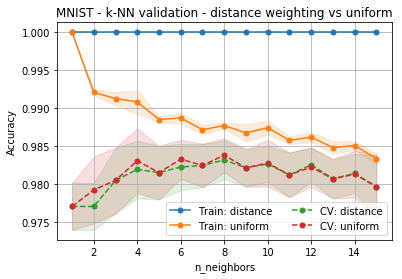 MNIST - k-NN validation - distance weighting vs uniform
1.000
0.995
0.990
0.985
0.980
0.975
Accuracy
2 4 6 8 10 12 14
n_neighbors
Train: distance
Train: uniform
CV: distance
CV: uniform